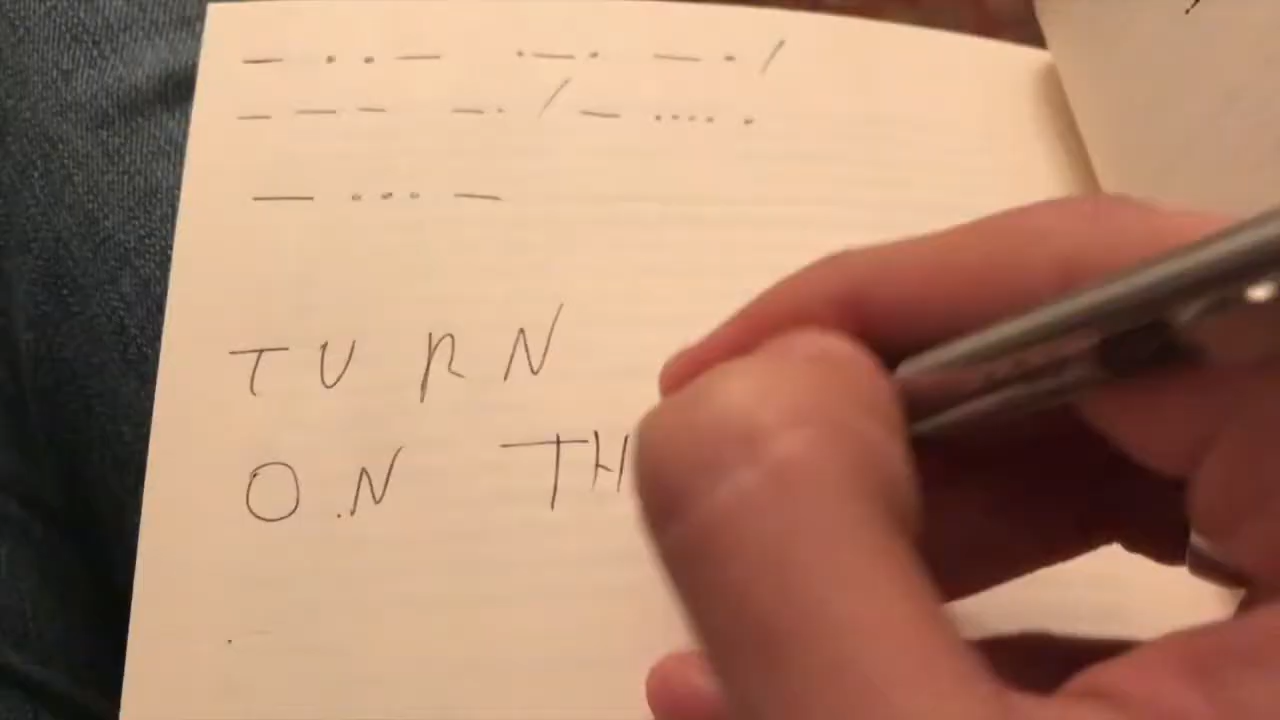 — ..— .—. —. /
— — — —. / — .... .
— ... —
TURN
ON TH